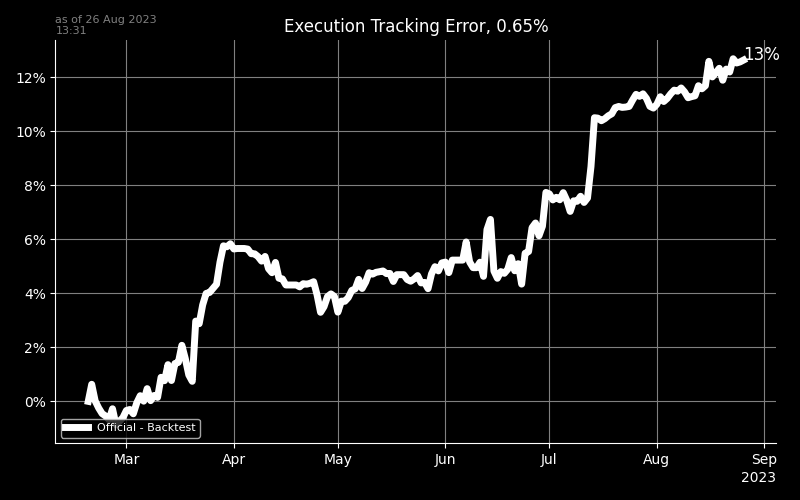 as of 26 Aug 2023
13:31
Execution Tracking Error, 0.65%
13%
12%
10%
8%
6%
4%
2%
0%
Official - Backtest
Mar Apr May Jun Jul Aug Sep
2023